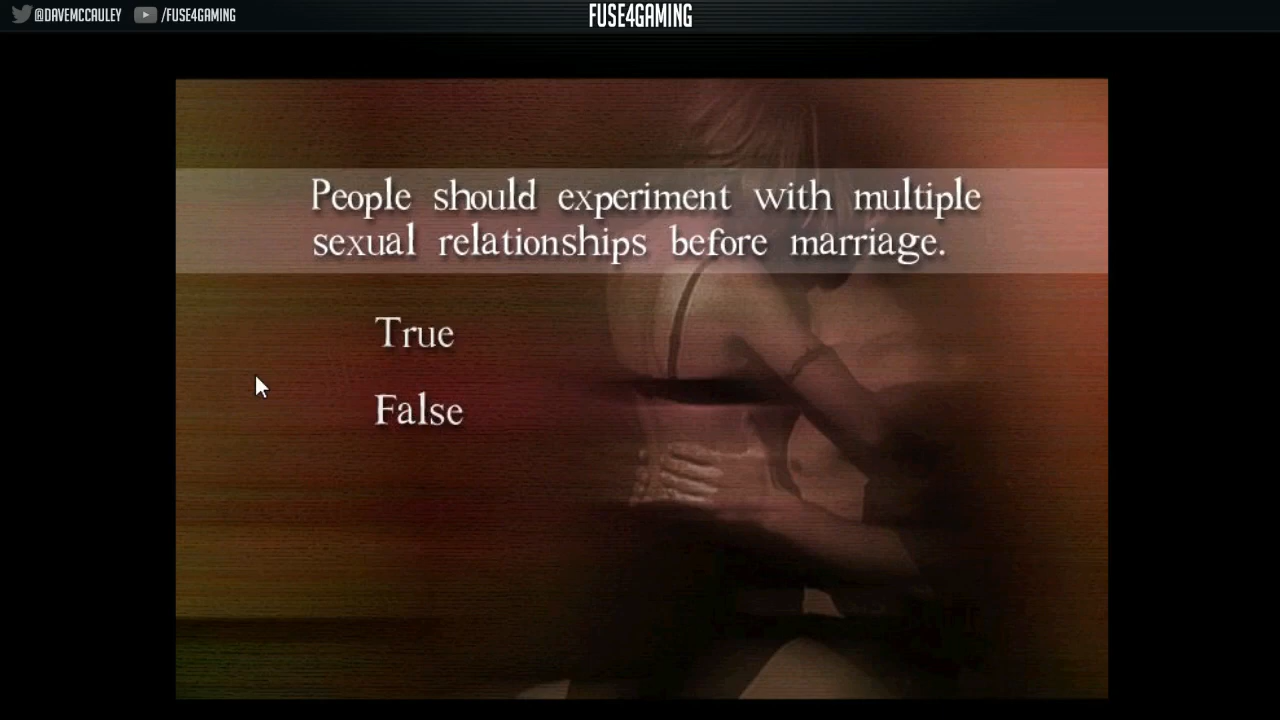 @DAVEMCCAULEY /FUSE4GAMING FUSE4GAMING
People should experiment with multiple
sexual relationships before marriage.
True
False